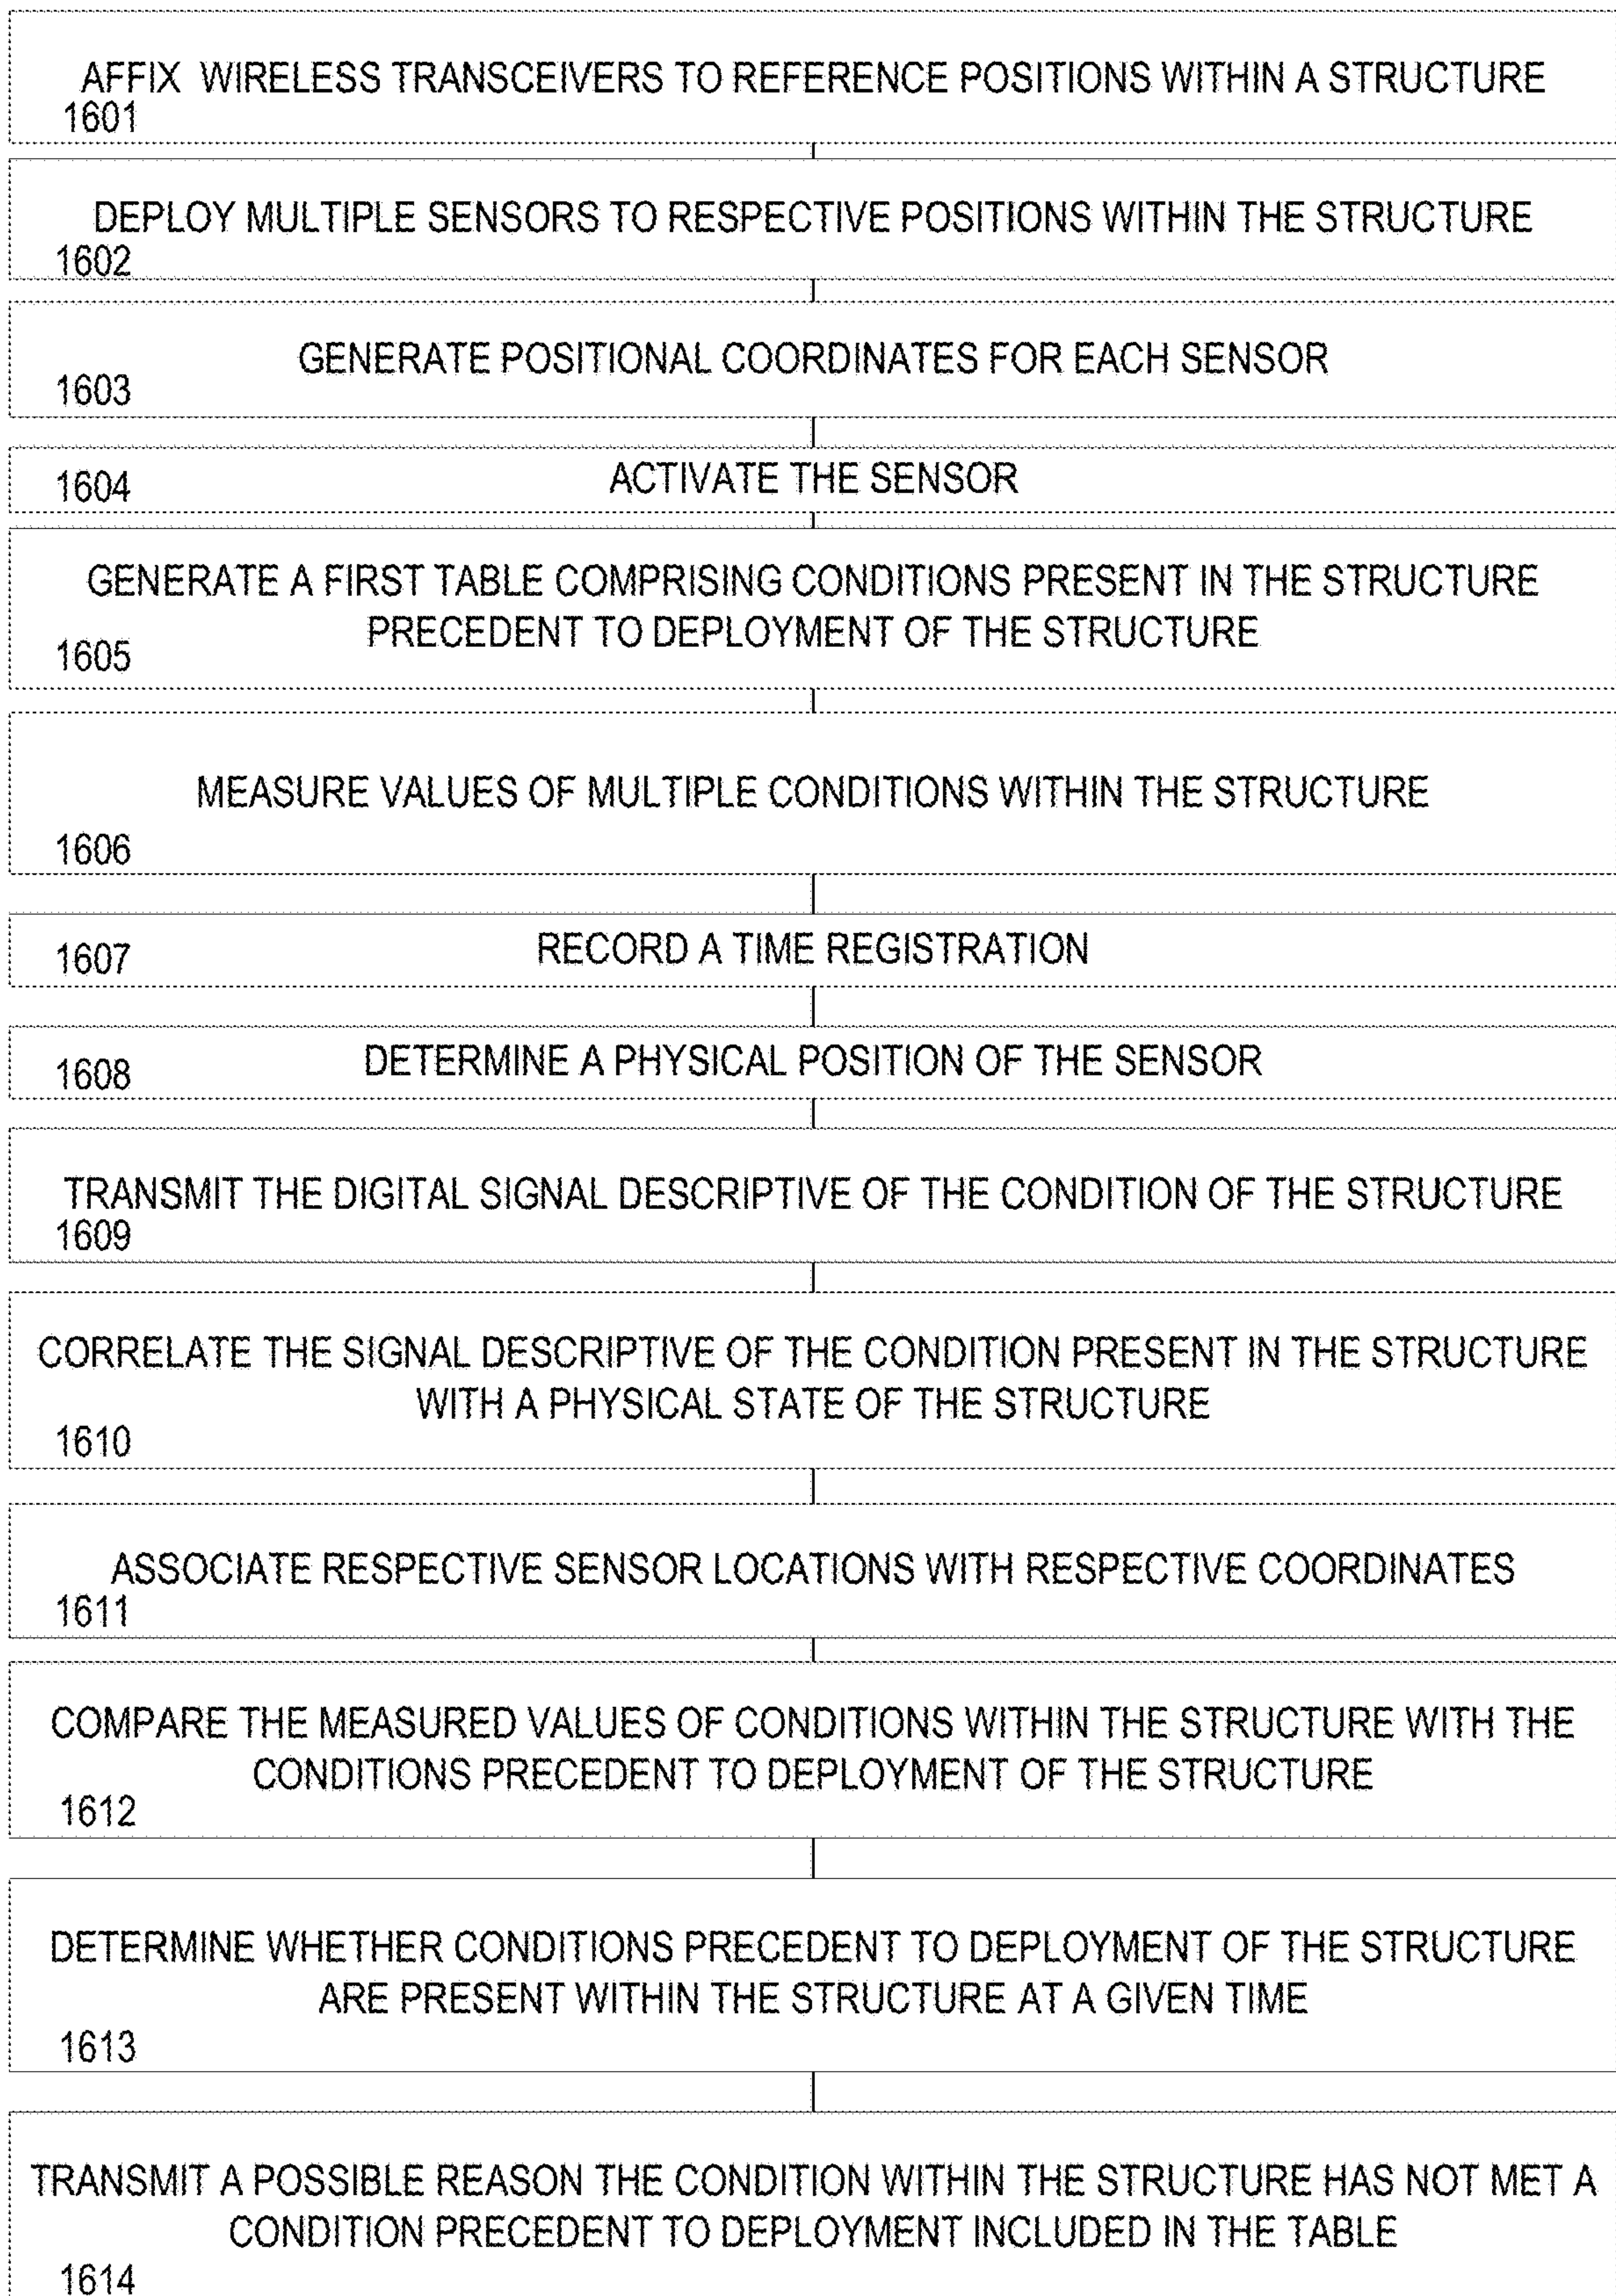 AFFIX WIRELESS TRANSCEIVERS TO REFERENCE POSITIONS WITHIN A STRUCTURE
1601
DEPLOY MULTIPLE SENSORS TO RESPECTIVE POSITIONS WITHIN THE STRUCTURE
1602
GENERATE POSITIONAL COORDINATES FOR EACH SENSOR
1603
ACTIVATE THE SENSOR
1604
GENERATE A FIRST TABLE COMPRISING CONDITIONS PRESENT IN THE STRUCTURE
PRECEDENT TO DEPLOYMENT OF THE STRUCTURE
1605
MEASURE VALUES OF MULTIPLE CONDITIONS WITHIN THE STRUCTURE
1606
RECORD A TIME REGISTRATION
1607
DETERMINE A PHYSICAL POSITION OF THE SENSOR
1608
TRANSMIT THE DIGITAL SIGNAL DESCRIPTIVE OF THE CONDITION OF THE STRUCTURE
1609
CORRELATE THE SIGNAL DESCRIPTIVE OF THE CONDITION PRESENT IN THE STRUCTURE
WITH A PHYSICAL STATE OF THE STRUCTURE
1610
ASSOCIATE RESPECTIVE SENSOR LOCATIONS WITH RESPECTIVE COORDINATES
1611
COMPARE THE MEASURED VALUES OF CONDITIONS WITHIN THE STRUCTURE WITH THE
CONDITIONS PRECEDENT TO DEPLOYMENT OF THE STRUCTURE
1612
DETERMINE WHETHER CONDITIONS PRECEDENT TO DEPLOYMENT OF THE STRUCTURE
ARE PRESENT WITHIN THE STRUCTURE AT A GIVEN TIME
1613
TRANSMIT A POSSIBLE REASON THE CONDITION WITHIN THE STRUCTURE HAS NOT MET A
CONDITION PRECEDENT TO DEPLOYMENT INCLUDED IN THE TABLE
1614